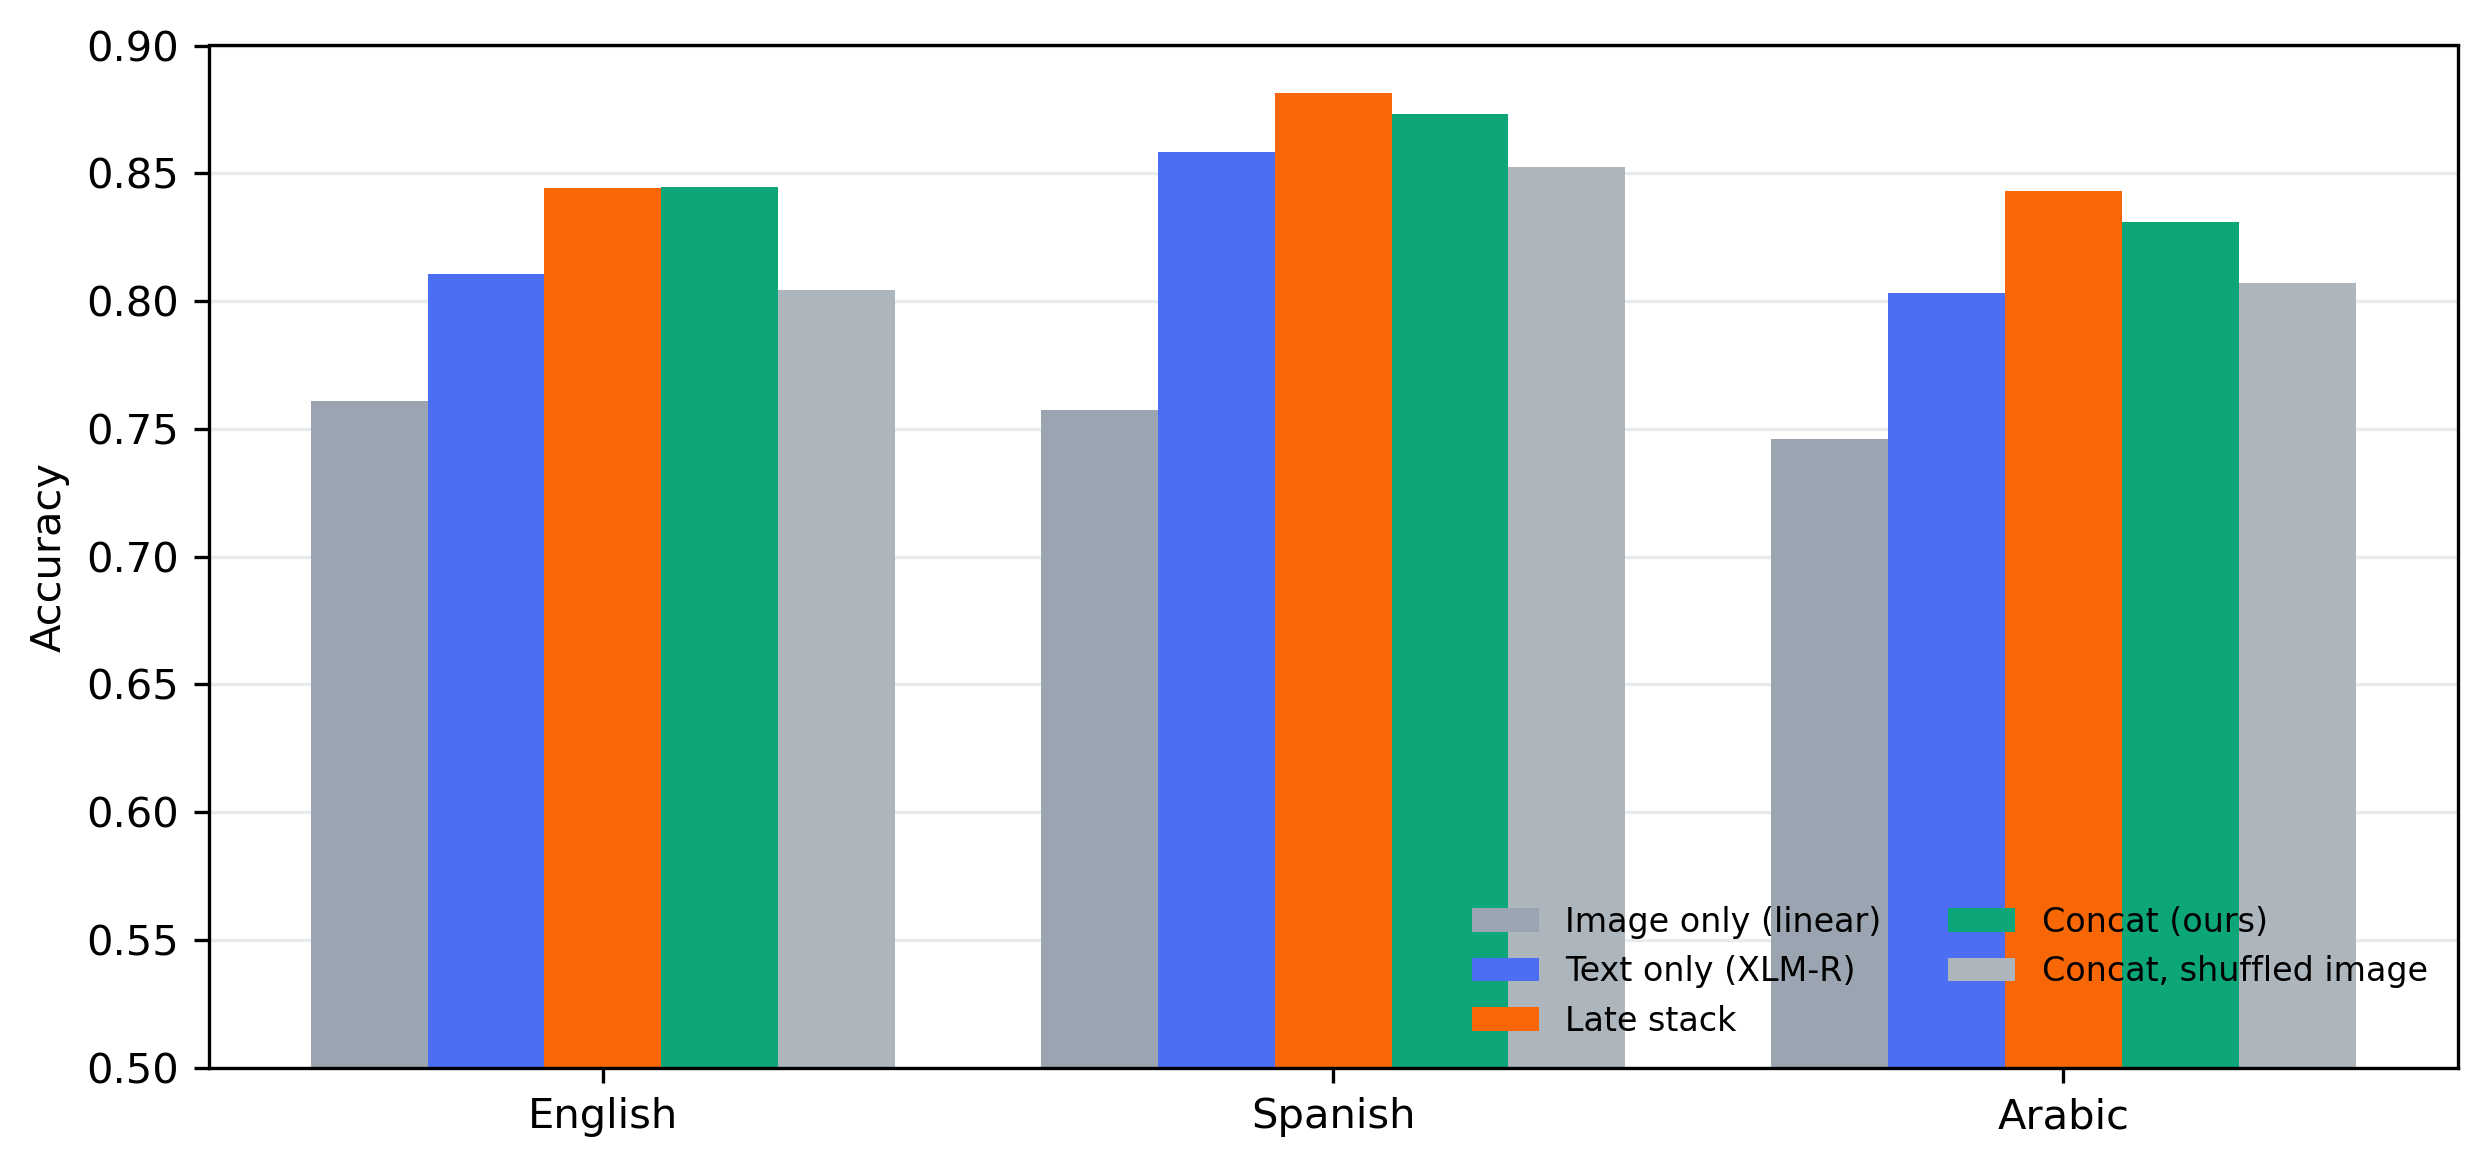 0.90
0.85
0.80
0.75
0.70
0.65
0.60
0.55
0.50
Accuracy
English
Spanish
Arabic
Image only (linear)
Text only (XLM-R)
Late stack
Concat (ours)
Concat, shuffled image